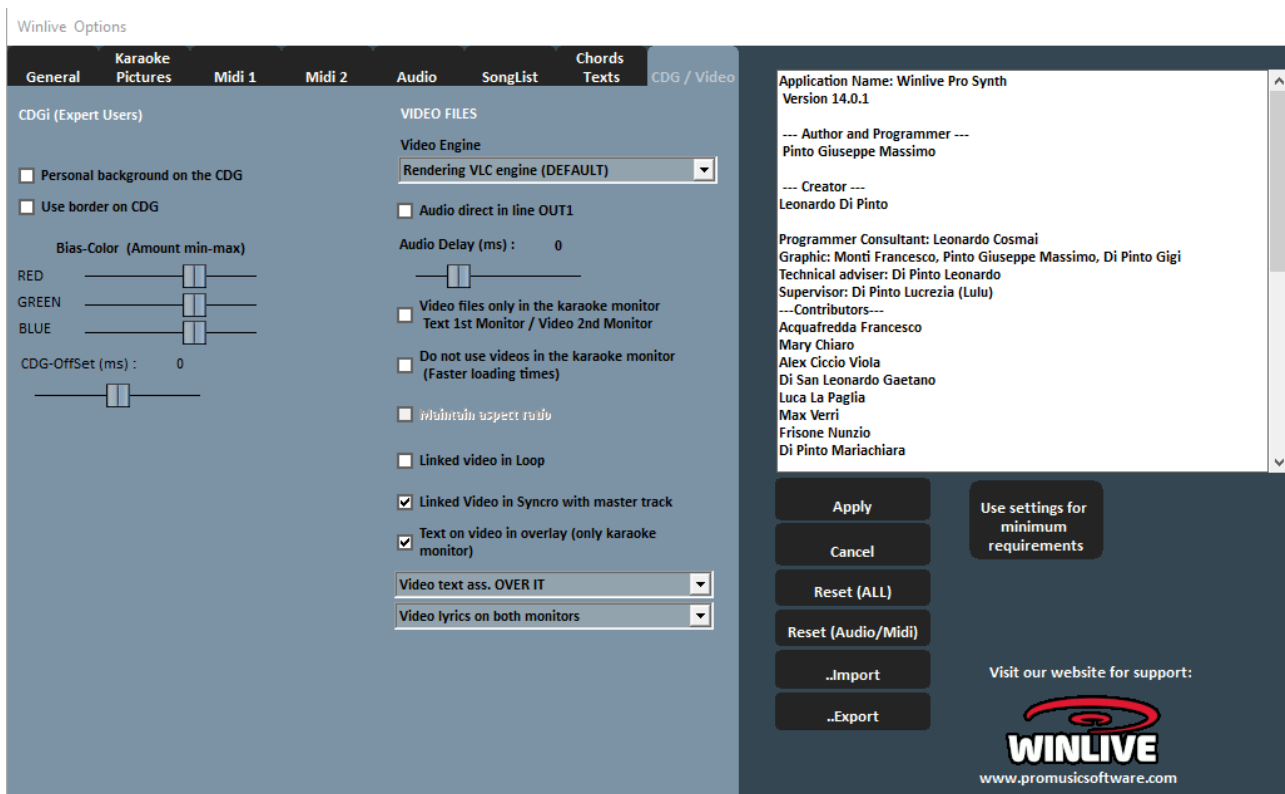 Winlive Options
General
Karaoke
Pictures
Midi 1
Midi 2
Audio
SongList
Chords
Texts
CDG / Video
CDGi (Expert Users)
Personal background on the CDG
Use border on CDG
Bias-Color (Amount min-max)
RED
GREEN
BLUE
CDG-OffSet (ms) : 0
VIDEO FILES
Video Engine
Rendering VLC engine (DEFAULT)
Audio direct in line OUT1
Audio Delay (ms) : 0
Video files only in the karaoke monitor
Text 1st Monitor / Video 2nd Monitor
Do not use videos in the karaoke monitor
(Faster loading times)
Maintain aspect ratio
Linked video in Loop
Linked Video in Syncro with master track
Text on video in overlay (only karaoke
monitor)
Video text ass. OVER IT
Video lyrics on both monitors
Application Name: Winlive Pro Synth
Version 14.0.1
--- Author and Programmer ---
Pinto Giuseppe Massimo
--- Creator ---
Leonardo Di Pinto
Programmer Consultant: Leonardo Cosmai
Graphic: Monti Francesco, Pinto Giuseppe Massimo, Di Pinto Gigi
Technical adviser: Di Pinto Leonardo
Supervisor: Di Pinto Lucrezia (Lulu)
---Contributors---
Acquafredda Francesco
Mary Chiaro
Alex Ciccio Viola
Di San Leonardo Gaetano
Luca La Paglia
Max Verri
Frisone Nunzio
Di Pinto Mariachiara
Apply
Cancel
Reset (ALL)
Reset (Audio/Midi)
..Import
..Export
Use settings for
minimum
requirements
Visit our website for support:
WINLIVE
www.promusicsoftware.com